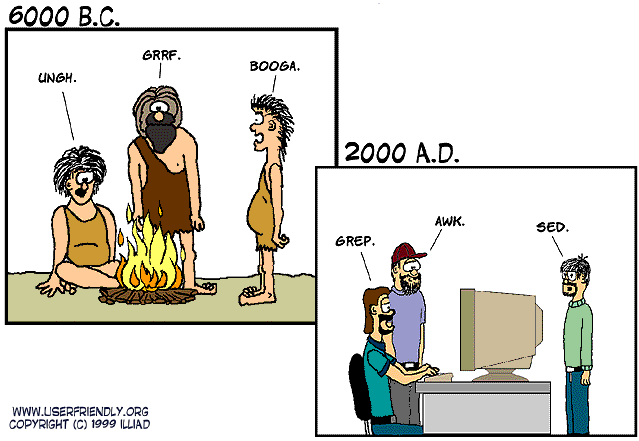 6000 B.C.
UNGH.
GRRF.
BOOGA.
2000 A.D.
GREP.
AWK.
SED.
WWW.USERFRIENDLY.ORG
COPYRIGHT (C) 1999 ILLIAD